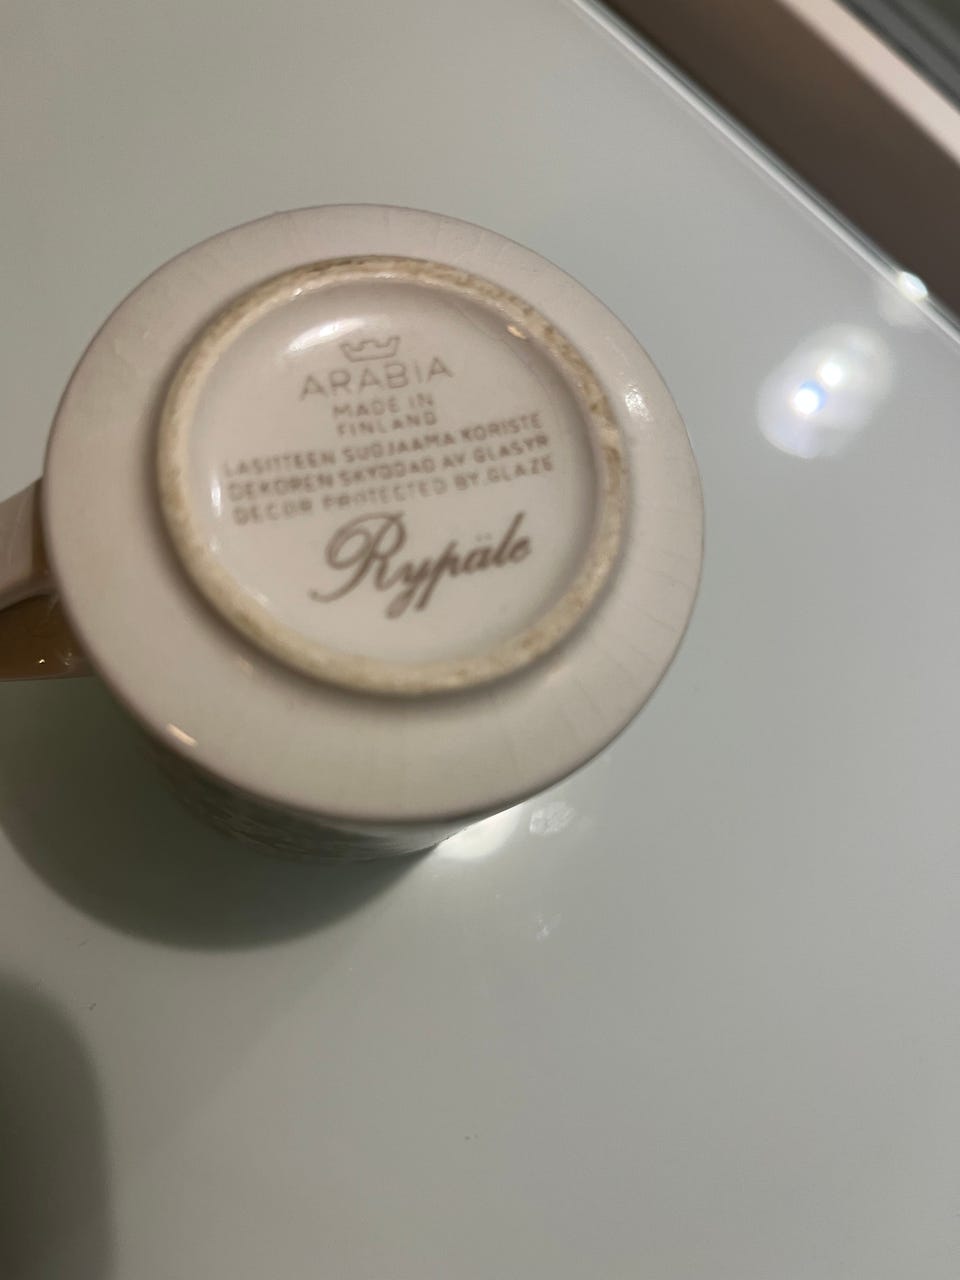 ARABIA
MADE IN
FINLAND
LASITTEEN SUOJAAMA KORISTE
DEKOREN SKYDDAD AV GLASYR
DECOR PROTECTED BY GLAZE
Rypäle